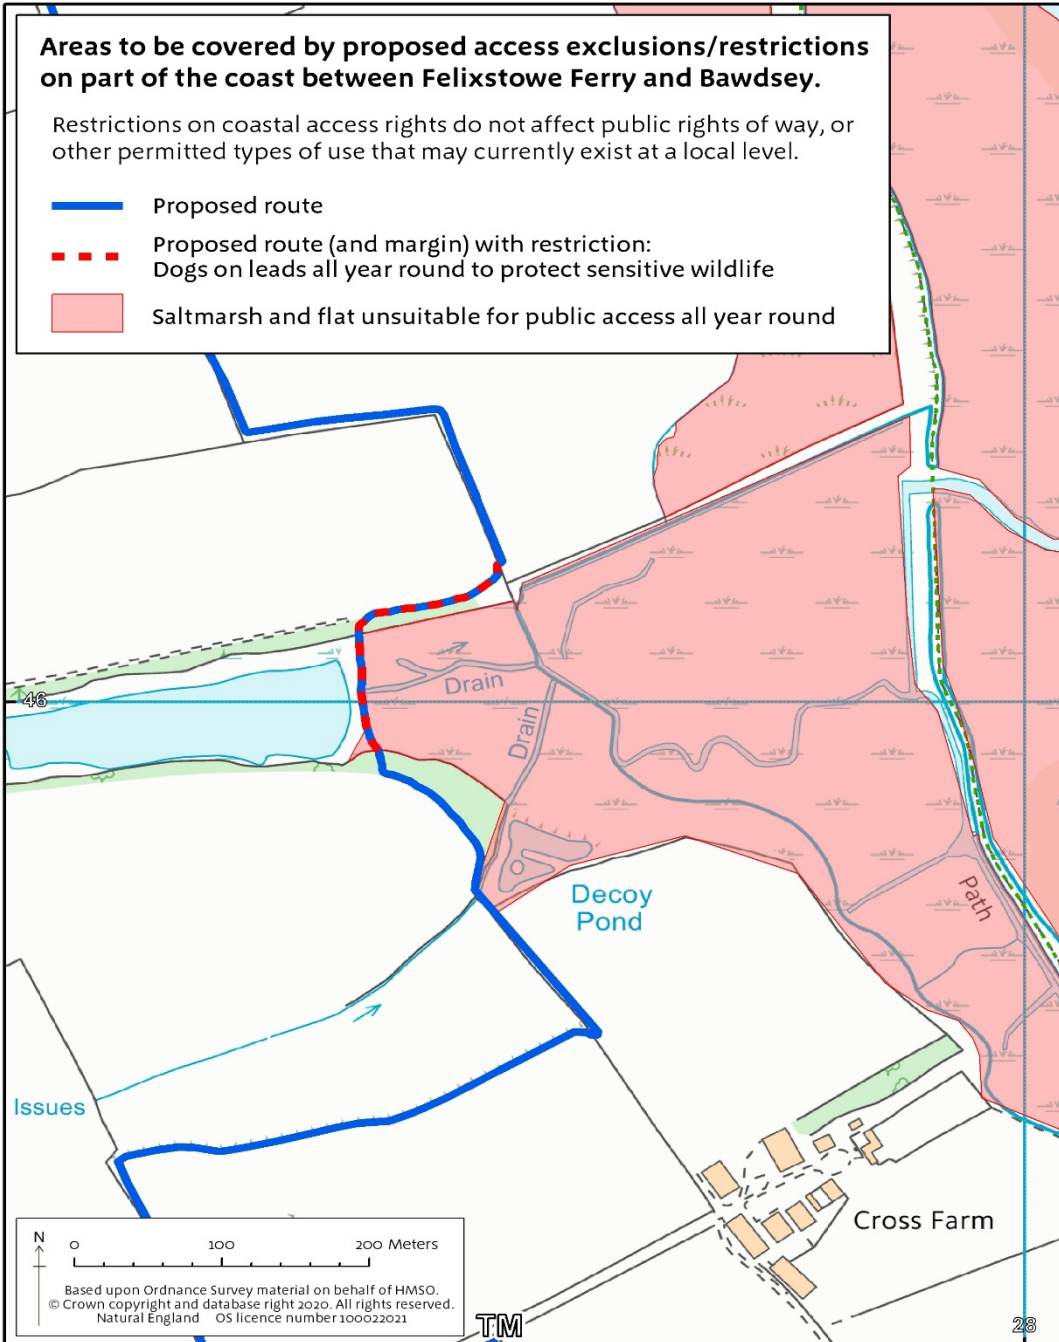 Areas to be covered by proposed access exclusions/restrictions
on part of the coast between Felixstowe Ferry and Bawdsey.
Restrictions on coastal access rights do not affect public rights of way, or
other permitted types of use that may currently exist at a local level.
Proposed route
Proposed route (and margin) with restriction:
Dogs on leads all year round to protect sensitive wildlife
Saltmarsh and flat unsuitable for public access all year round
Drain
46
Drain
Decoy
Pond
Path
Issues
Cross Farm
N
0 100 200 Meters
Based upon Ordnance Survey material on behalf of HMSO.
© Crown copyright and database right 2020. All rights reserved.
Natural England OS licence number 100022021
TM
28